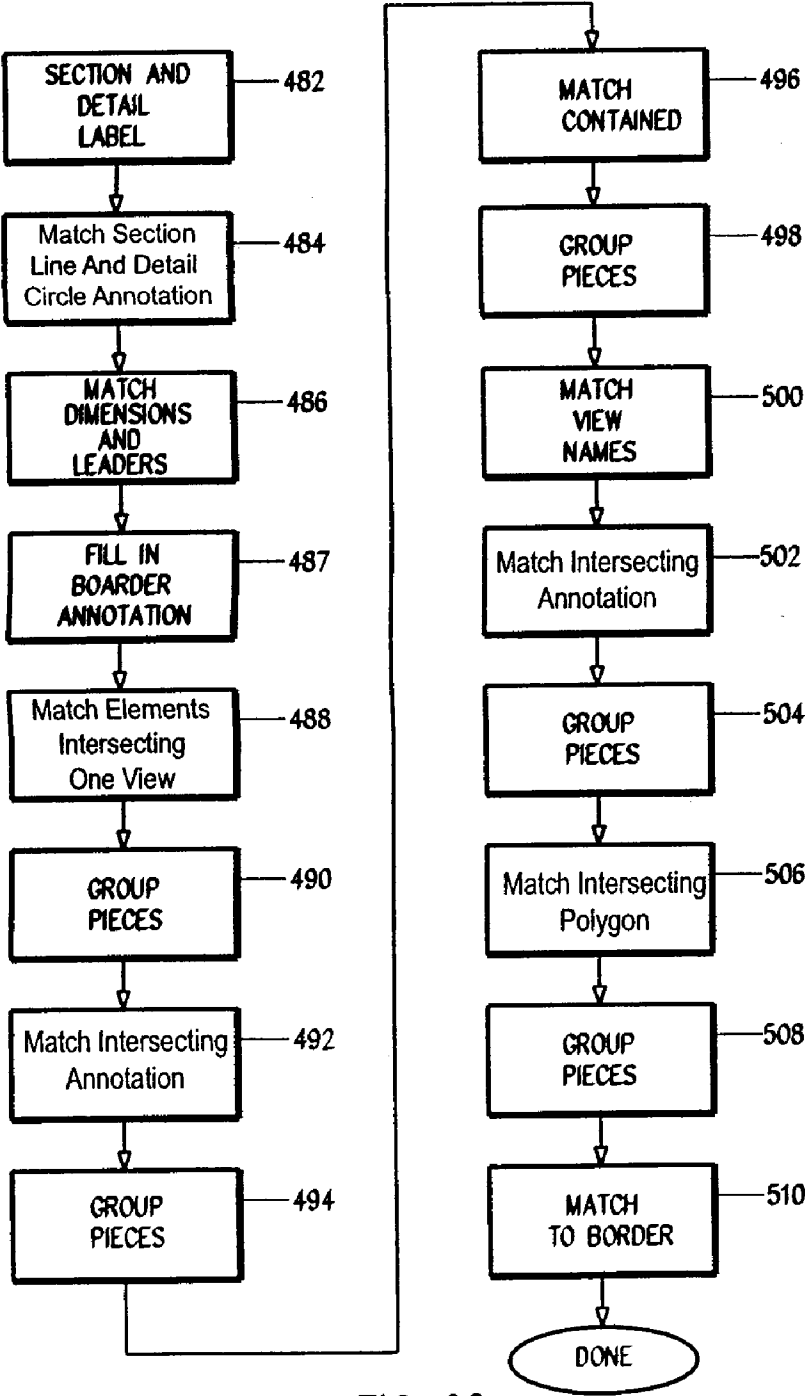 SECTION AND
DETAIL
LABEL
482
Match Section
Line And Detail
Circle Annotation
484
MATCH
DIMENSIONS
AND
LEADERS
486
FILL IN
BOARDER
ANNOTATION
487
Match Elements
Intersecting
One View
488
GROUP
PIECES
490
Match Intersecting
Annotation
492
GROUP
PIECES
494
MATCH
CONTAINED
496
GROUP
PIECES
498
MATCH
VIEW
NAMES
500
Match Intersecting
Annotation
502
GROUP
PIECES
504
Match Intersecting
Polygon
506
GROUP
PIECES
508
MATCH
TO BORDER
510
DONE